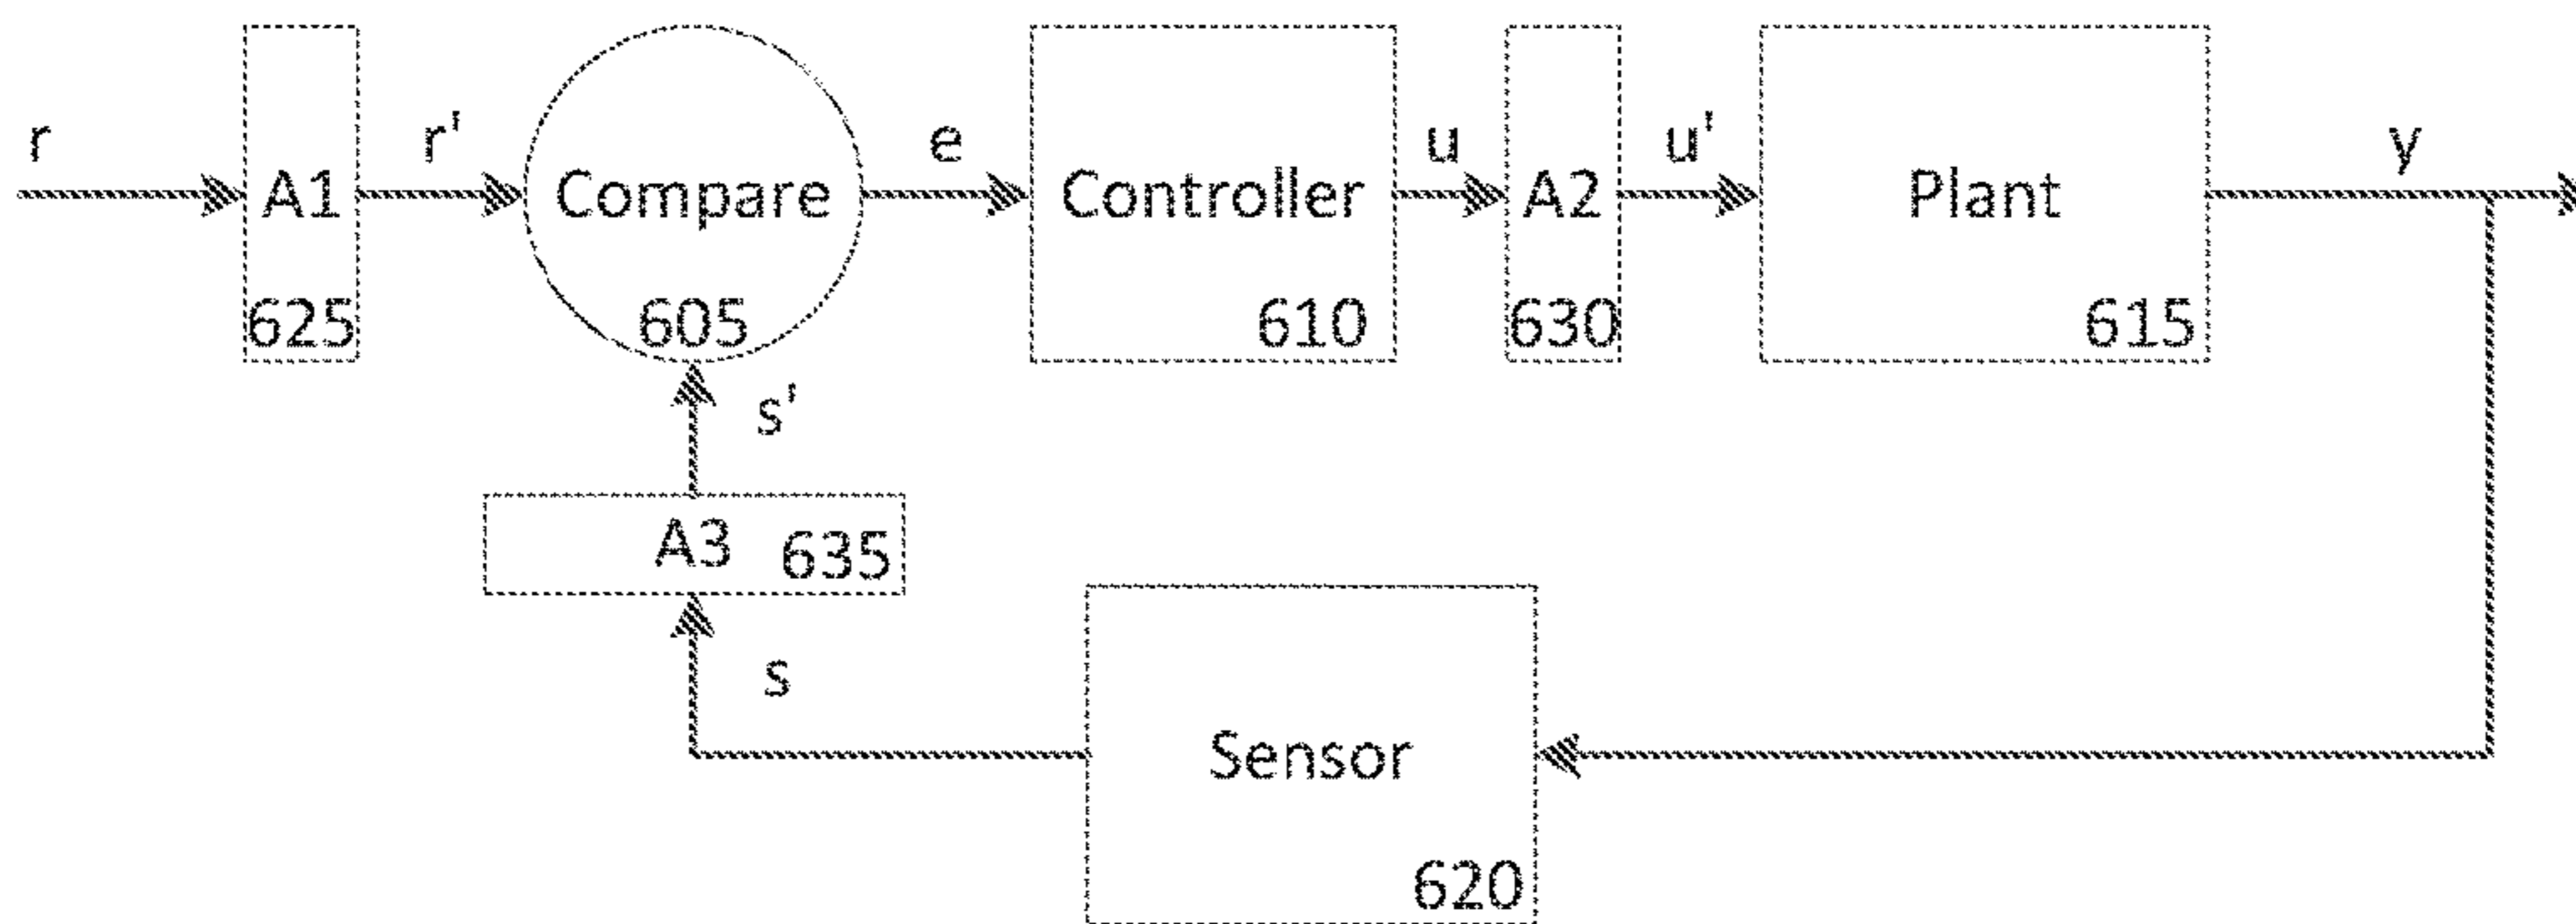 r
r'
e
u
u'
y
A1
Compare
Controller
A2
Plant
625
605
610
630
615
s'
A3
635
s
Sensor
620